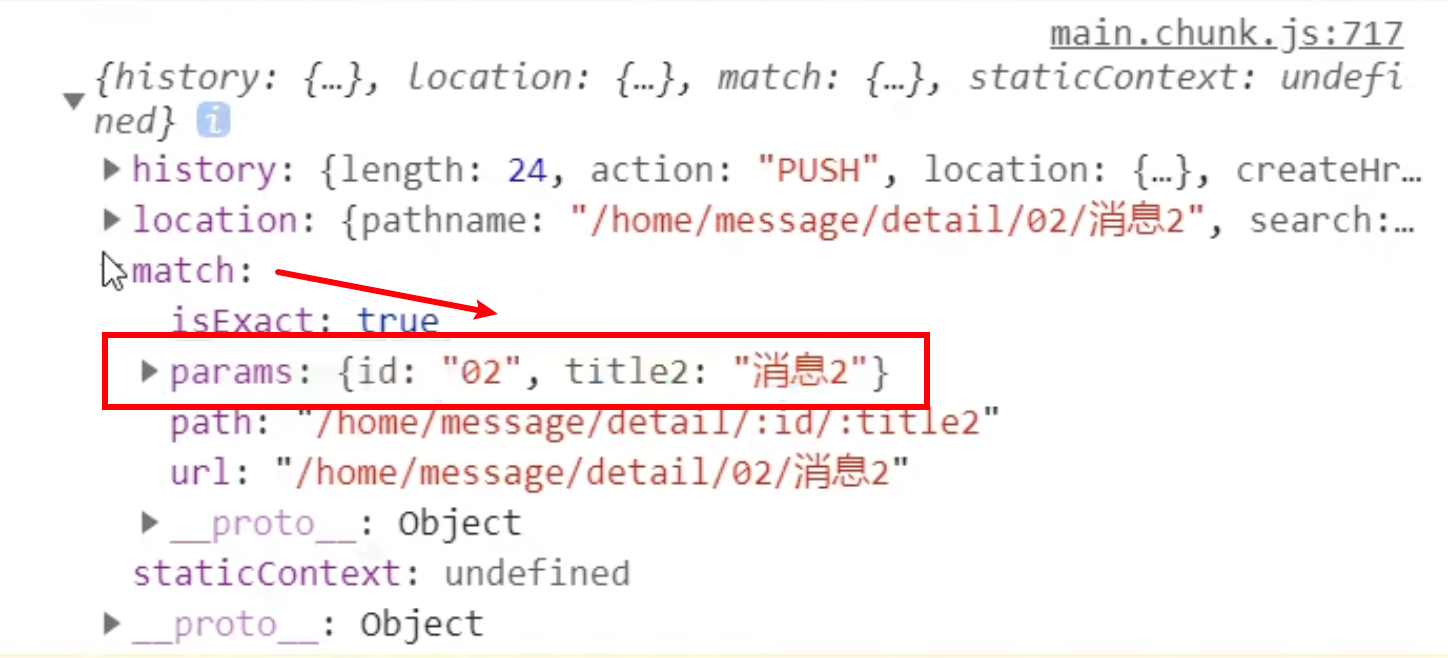 main.chunk.js:717
{history: {…}, location: {…}, match: {…}, staticContext: undefi
ned} i
history: {length: 24, action: "PUSH", location: {…}, createHr…
location: {pathname: "/home/message/detail/02/消息2", search:…
match:
isExact: true
params: {id: "02", title2: "消息2"}
path: "/home/message/detail/:id/:title2"
url: "/home/message/detail/02/消息2"
__proto__: Object
staticContext: undefined
__proto__: Object